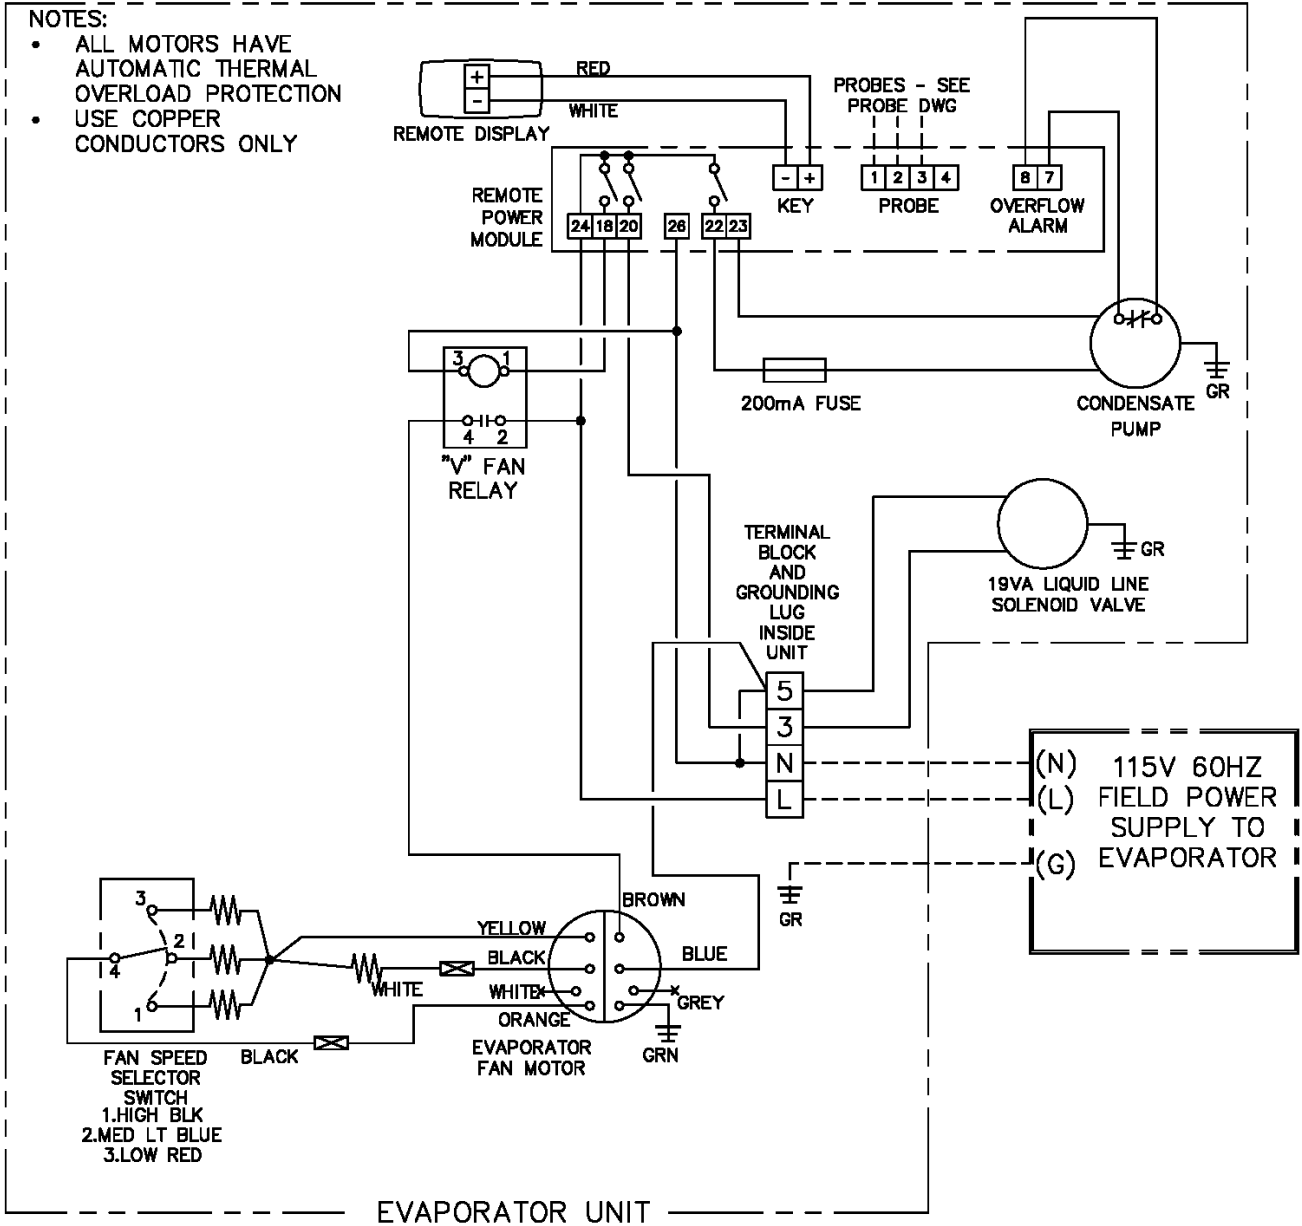 NOTES:
• ALL MOTORS HAVE
AUTOMATIC THERMAL
OVERLOAD PROTECTION
• USE COPPER
CONDUCTORS ONLY
+
-
RED
WHITE
REMOTE DISPLAY
PROBES - SEE
PROBE DWG
REMOTE
POWER
MODULE
- +
KEY
1 2 3 4
PROBE
8 7
OVERFLOW
ALARM
24 18 20 26 22 23
3 1
4 2
"V" FAN
RELAY
200mA FUSE
GR
CONDENSATE
PUMP
TERMINAL
BLOCK
AND
GROUNDING
LUG
INSIDE
UNIT
GR
19VA LIQUID LINE
SOLENOID VALVE
5
3
N
L
(N)
(L)
(G)
115V 60HZ
FIELD POWER
SUPPLY TO
EVAPORATOR
GR
3
2
4
1
FAN SPEED
SELECTOR
SWITCH
1.HIGH BLK
2.MED LT BLUE
3.LOW RED
BLACK
WHITE
YELLOW
BLACK
WHITE
ORANGE
BROWN
BLUE
GREY
GRN
EVAPORATOR
FAN MOTOR
EVAPORATOR UNIT